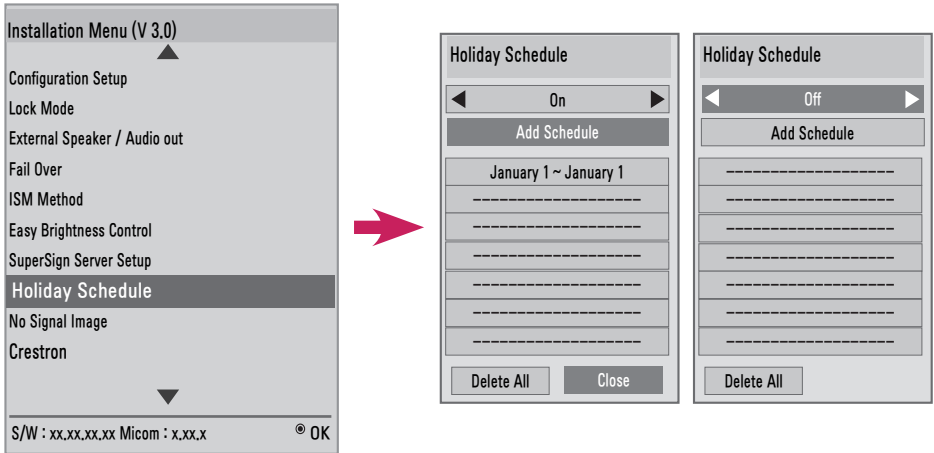 Installation Menu (V 3.0)
Configuration Setup
Lock Mode
External Speaker / Audio out
Fail Over
ISM Method
Easy Brightness Control
SuperSign Server Setup
Holiday Schedule
No Signal Image
Crestron
S/W : xx.xx.xx.xx Micom : x.xx.x OK
Holiday Schedule
On
Add Schedule
January 1 ~ January 1
-------------------
-------------------
-------------------
-------------------
-------------------
-------------------
Delete All Close
Holiday Schedule
Off
Add Schedule
-------------------
-------------------
-------------------
-------------------
-------------------
-------------------
-------------------
Delete All